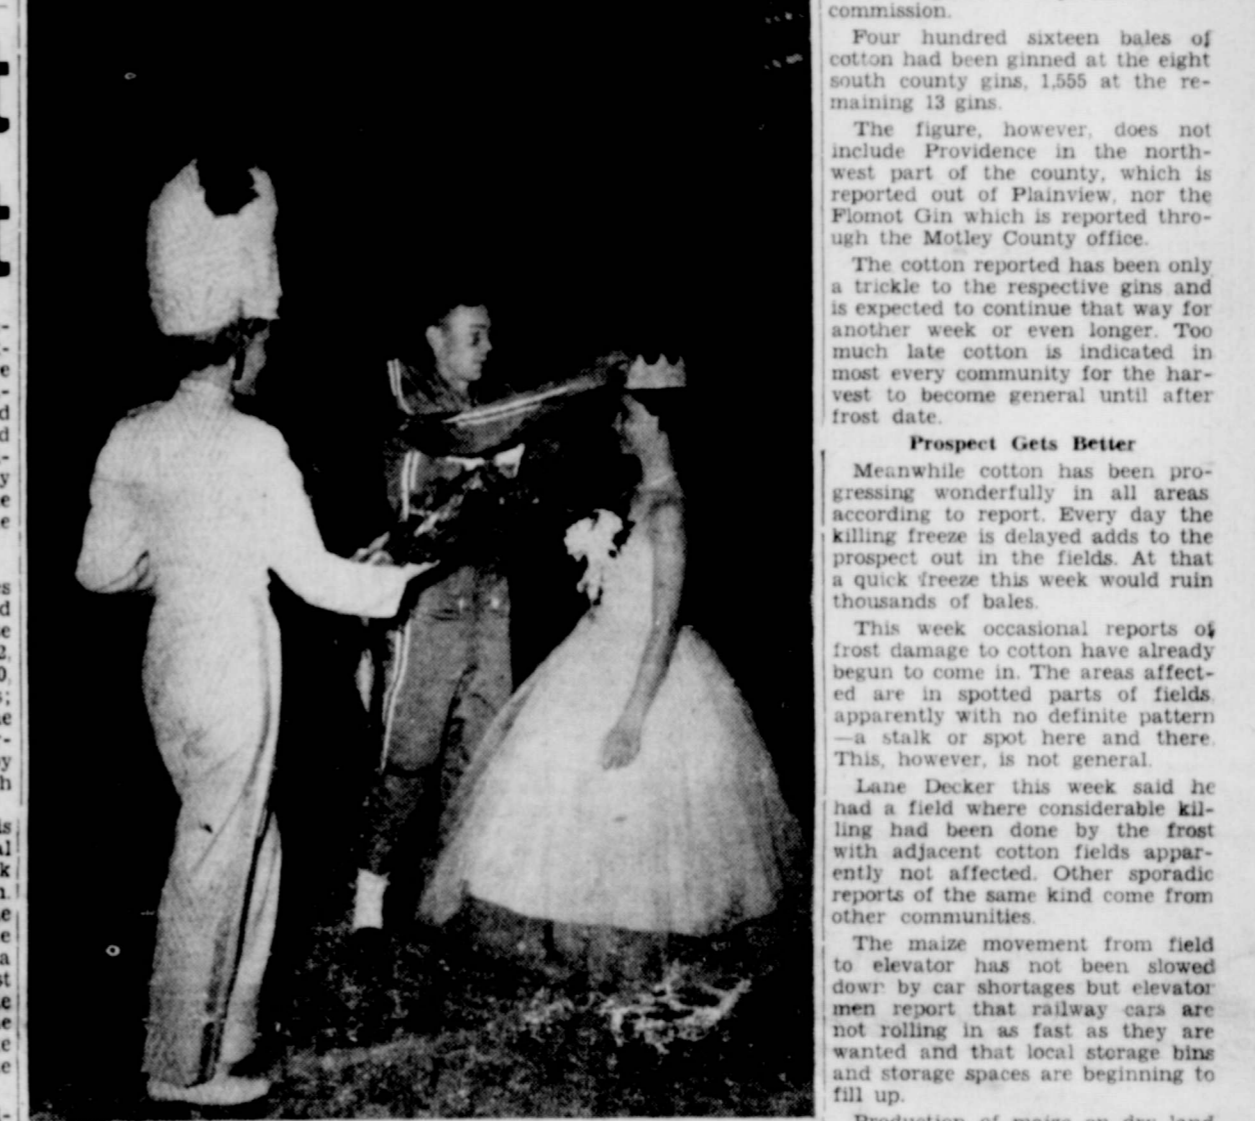 commission.
Four hundred sixteen bales of
cotton had been ginned at the eight
south county gins, 1,555 at the re-
maining 13 gins.
The figure, however, does not
include Providence in the north-
west part of the county, which is
reported out of Plainview, nor the
Flomot Gin which is reported thro-
ugh the Motley County office.
The cotton reported has been only
a trickle to the respective gins and
is expected to continue that way for
another week or even longer. Too
much late cotton is indicated in
most every community for the har-
vest to become general until after
frost date.
Prospect Gets Better
Meanwhile cotton has been pro-
gressing wonderfully in all areas
according to report. Every day the
killing freeze is delayed adds to the
prospect out in the fields. At that
a quick freeze this week would ruin
thousands of bales.
This week occasional reports of
frost damage to cotton have already
begun to come in. The areas affect-
ed are in spotted parts of fields
apparently with no definite pattern
—a stalk or spot here and there.
This, however, is not general.
Lane Decker this week said he
had a field where considerable kil-
ling had been done by the frost
with adjacent cotton fields appar-
ently not affected. Other sporadic
reports of the same kind come from
other communities.
The maize movement from field
to elevator has not been slowed
down by car shortages but elevator
men report that railway cars are
not rolling in as fast as they are
wanted and that local storage bins
and storage spaces are beginning to
fill up.